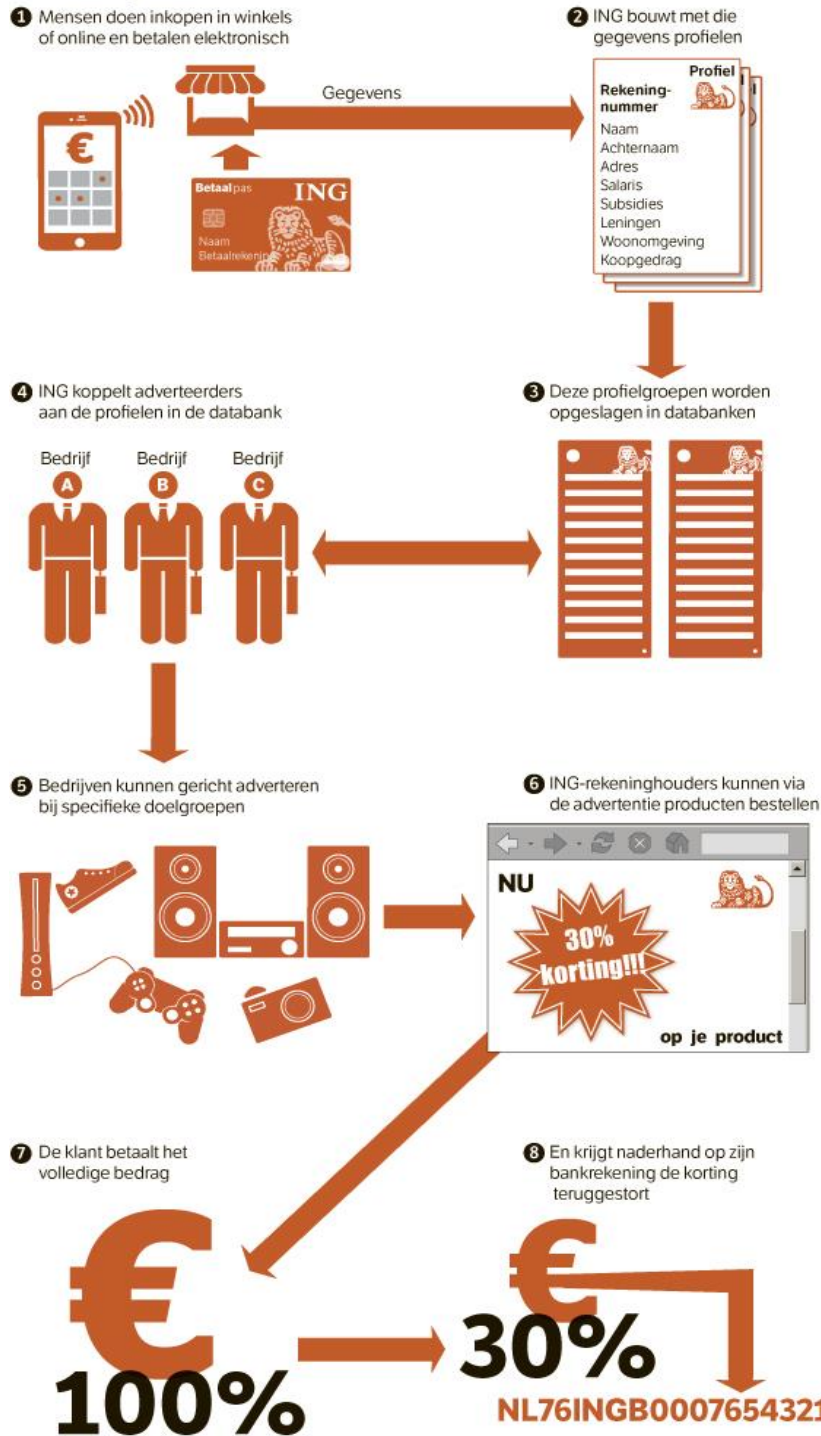 1 Mensen doen inkopen in winkels
of online en betalen elektronisch
€
Gegevens
Betaalpas
ING
Naam
Betaalrekening
2 ING bouwt met die
gegevens profielen
Profiel
Rekening-
nummer
Naam
Achternaam
Adres
Salaris
Subsidies
Leningen
Woonomgeving
Koopgedrag
3 Deze profielgroepen worden
opgeslagen in databanken
4 ING koppelt adverteerders
aan de profielen in de databank
Bedrijf Bedrijf Bedrijf
A B C
5 Bedrijven kunnen gericht adverteren
bij specifieke doelgroepen
6 ING-rekeninghouders kunnen via
de advertentie producten bestellen
NU
30%
korting!!!
op je product
7 De klant betaalt het
volledige bedrag
€
100%
8 En krijgt naderhand op zijn
bankrekening de korting
teruggestort
€
30%
NL76INGB0007654321